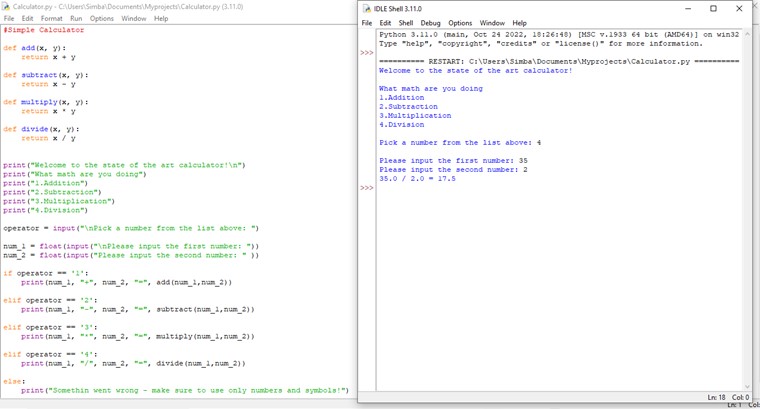 Calculator.py - C:\Users\Simba\Documents\Myprojects\Calculator.py (3.11.0)
File Edit Format Run Options Window Help
#Simple Calculator
def add(x, y):
return x + y
def subtract(x, y):
return x - y
def multiply(x, y):
return x * y
def divide(x, y):
return x / y
print("Welcome to the state of the art calculator!\n")
print("What math are you doing")
print("1.Addition")
print("2.Subtraction")
print("3.Multiplication")
print("4.Division")
operator = input("\nPick a number from the list above: ")
num_1 = float(input("\nPlease input the first number: "))
num_2 = float(input("Please input the second number: " ))
if operator == '1':
print(num_1, "+", num_2, "=", add(num_1,num_2))
elif operator == '2':
print(num_1, "-", num_2, "=", subtract(num_1,num_2))
elif operator == '3':
print(num_1, "*", num_2, "=", multiply(num_1,num_2))
elif operator == '4':
print(num_1, "/", num_2, "=", divide(num_1,num_2))
else:
print("Somethin went wrong - make sure to use only numbers and symbols!")
IDLE Shell 3.11.0
File Edit Shell Debug Options Window Help
Python 3.11.0 (main, Oct 24 2022, 18:26:48) [MSC v.1933 64 bit (AMD64)] on win32
Type "help", "copyright", "credits" or "license()" for more information.
>>>
========== RESTART: C:\Users\Simba\Documents\Myprojects\Calculator.py ==========
Welcome to the state of the art calculator!
What math are you doing
1.Addition
2.Subtraction
3.Multiplication
4.Division
Pick a number from the list above: 4
Please input the first number: 35
Please input the second number: 2
35.0 / 2.0 = 17.5
>>>
Ln: 18 Col: 0
Ln: 1 Col: